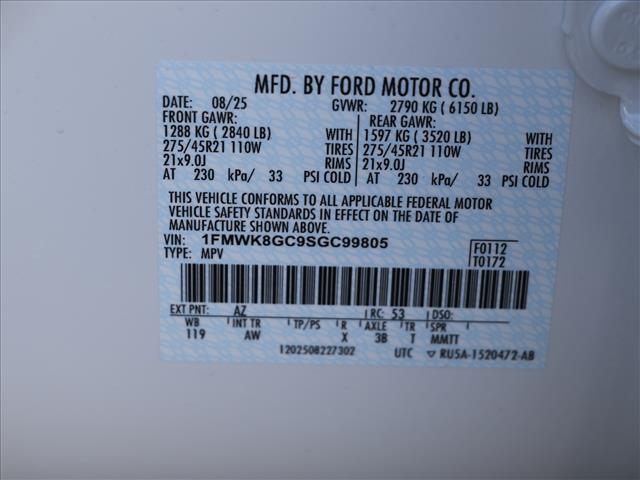 MFD. BY FORD MOTOR CO.
DATE: 08/25 GVWR: 2790 KG ( 6150 LB)
FRONT GAWR: REAR GAWR:
1288 KG ( 2840 LB) WITH 1597 KG ( 3520 LB) WITH
275/45R21 110W TIRES 275/45R21 110W TIRES
21x9.0J RIMS 21x9.0J RIMS
AT 230 kPa/ 33 PSI COLD AT 230 kPa/ 33 PSI COLD
THIS VEHICLE CONFORMS TO ALL APPLICABLE FEDERAL MOTOR
VEHICLE SAFETY STANDARDS IN EFFECT ON THE DATE OF
MANUFACTURE SHOWN ABOVE.
VIN: 1FMWK8GC9SGC99805 F0112
TYPE: MPV T0172
EXT PNT: AZ RC: 53 DSO:
WB INT TR TP/PS R AXLE TR SPR
119 AW X 3B T MMTT
1202508227302 UTC ▽ RU5A-1520472-AB